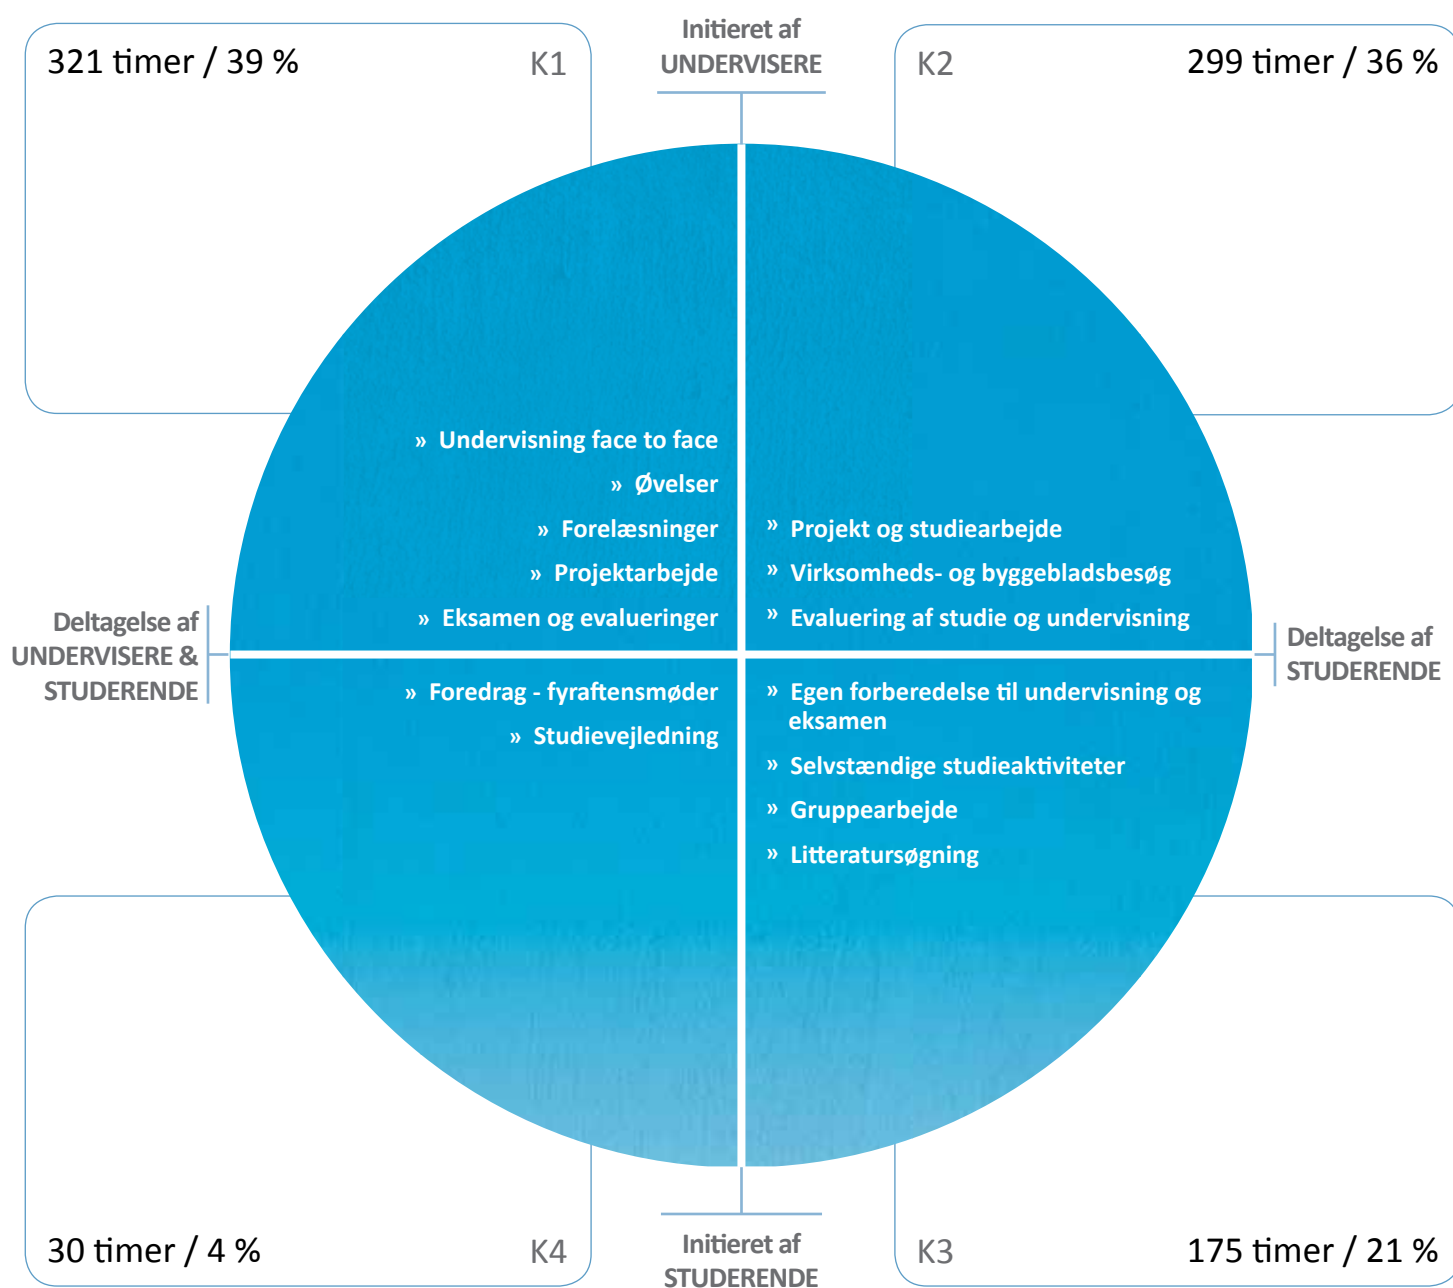 321 timer / 39 %
K1
Initieret af
UNDERVISERE
K2
299 timer / 36 %
» Undervisning face to face
» Øvelser
» Forelæsninger
» Projektarbejde
» Eksamen og evalueringer
» Projekt og studiearbejde
» Virksomheds- og byggebladsbesøg
» Evaluering af studie og undervisning
Deltagelse af
UNDERVISERE &
STUDERENDE
Deltagelse af
STUDERENDE
» Foredrag - fyraftensmøder
» Studievejledning
» Egen forberedelse til undervisning og
eksamen
» Selvstændige studieaktiviteter
» Gruppearbejde
» Litteratursøgning
30 timer / 4 %
K4
Initieret af
STUDERENDE
K3
175 timer / 21 %